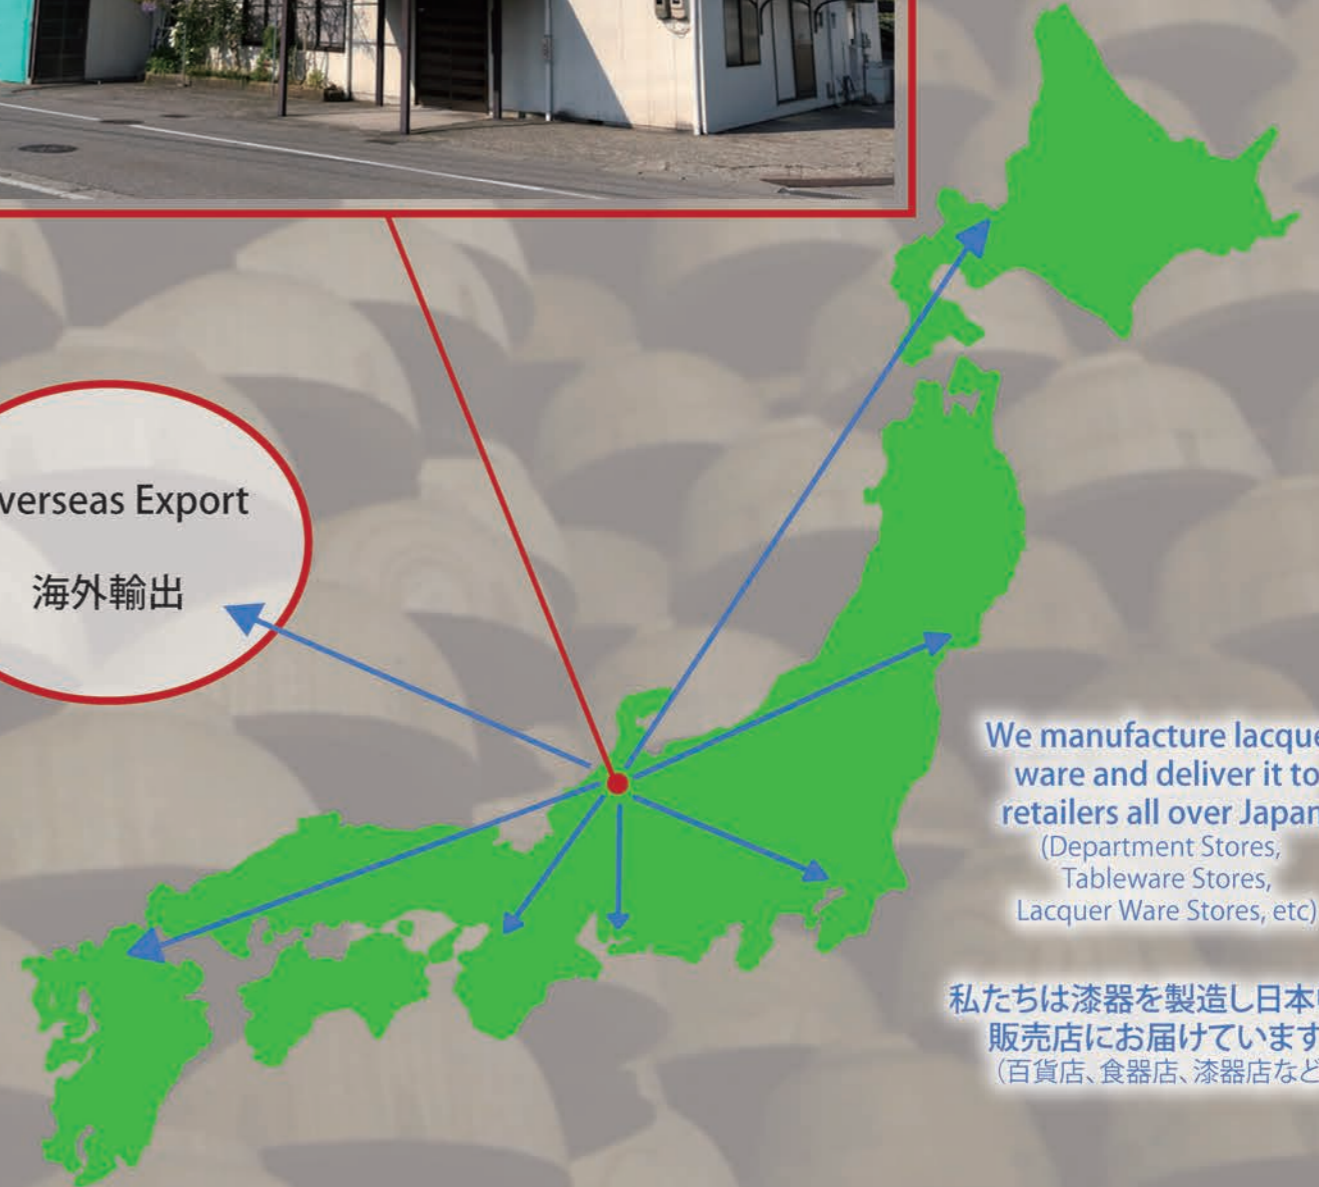 verseas Export
海外輸出
We manufacture lacque
ware and deliver it to
retailers all over Japan
(Department Stores,
Tableware Stores,
Lacquer Ware Stores, etc)
私たちは漆器を製造し日本
販売店にお届けています
（百貨店、食器店、漆器店など